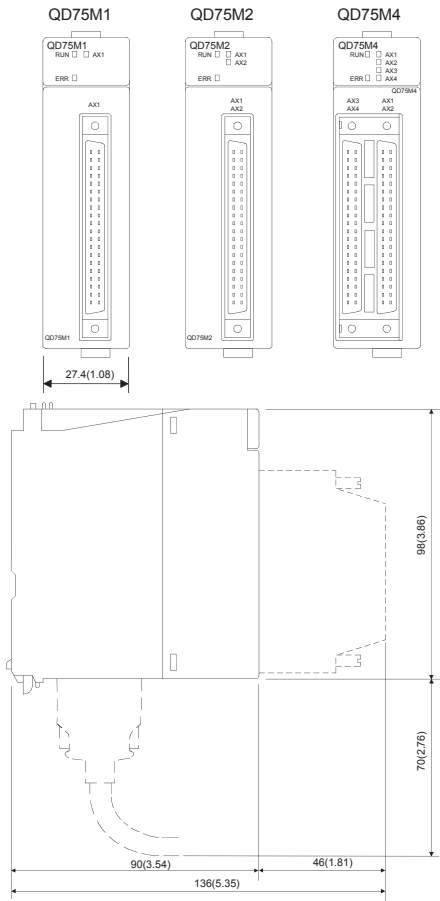 QD75M1 QD75M2 QD75M4
QD75M1
RUN AX1
ERR
AX1
QD75M1
QD75M2
RUN AX1
AX2
ERR
AX1
AX2
QD75M2
QD75M4
RUN AX1
AX2
AX3
ERR AX4
QD75M4
AX3 AX1
AX4 AX2
27.4(1.08)
98(3.86)
70(2.76)
90(3.54)
46(1.81)
136(5.35)